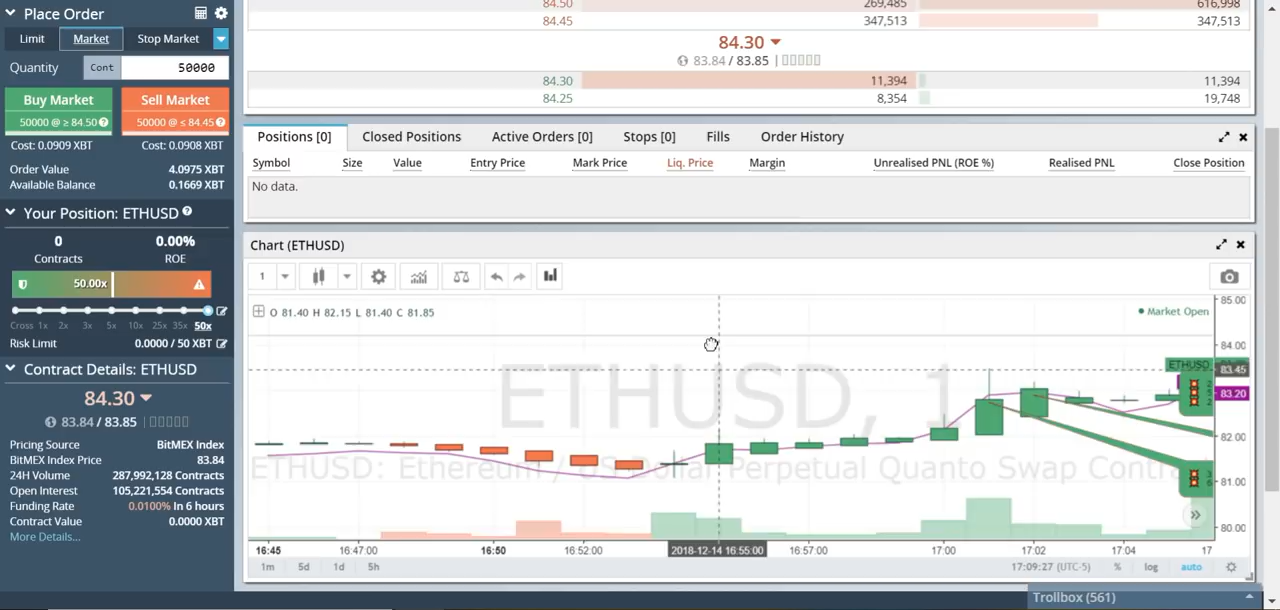 Place Order
Limit Market Stop Market
Quantity Cont 50000
Buy Market Sell Market
50000 @ ≥ 84.50 50000 @ ≤ 84.45
Cost: 0.0909 XBT Cost: 0.0908 XBT
Order Value 4.0975 XBT
Available Balance 0.1669 XBT
Your Position: ETHUSD
0 0.00%
Contracts ROE
50.00x
Cross 1x 2x 3x 5x 10x 25x 35x 50x
Risk Limit 0.0000 / 50 XBT
Contract Details: ETHUSD
84.30
83.84 / 83.85
Pricing Source BitMEX Index
BitMEX Index Price 83.84
24H Volume 287,992,128 Contracts
Open Interest 105,221,554 Contracts
Funding Rate 0.0100% In 6 hours
Contract Value 0.0000 XBT
More Details...
84.50 269,485 616,998
84.45 347,513 347,513
84.30
83.84 / 83.85
84.30 11,394 11,394
84.25 8,354 19,748
Positions [0] Closed Positions Active Orders [0] Stops [0] Fills Order History
Symbol Size Value Entry Price Mark Price Liq. Price Margin Unrealised PNL (ROE %) Realised PNL Close Position
No data.
Chart (ETHUSD)
1
O 81.40 H 82.15 L 81.40 C 81.85
Market Open
ETHUSD, 1
ETHUSD: Ethereum / US Dollar Perpetual Quanto Swap Contr
85.00
84.00
ETHUSD
83.45
83.20
82.00
81.00
80.00
16:45 16:47:00 16:50 16:52:00 2018-12-14 16:55:00 16:57:00 17:00 17:02 17:04 17
1m 5d 1d 5h 17:09:27 (UTC-5) % log auto
Trollbox (561)